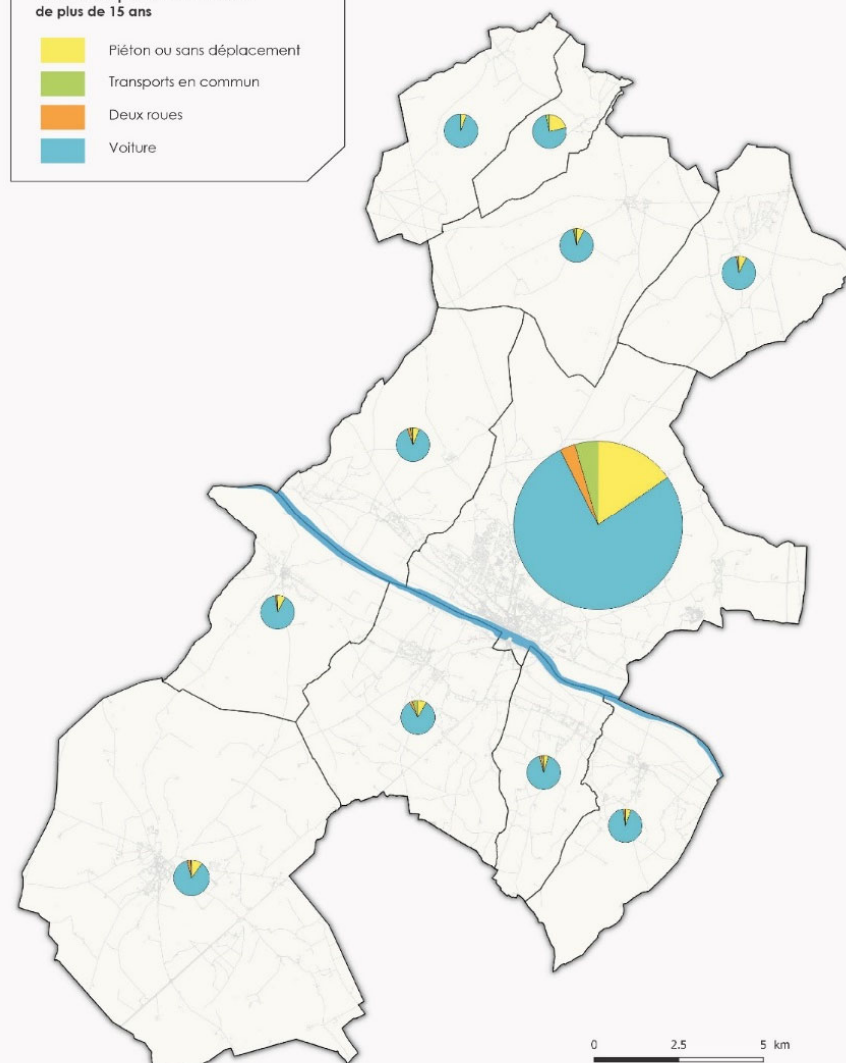 de plus de 15 ans
Piéton ou sans déplacement
Transports en commun
Deux roues
Voiture
0 2.5 5 km